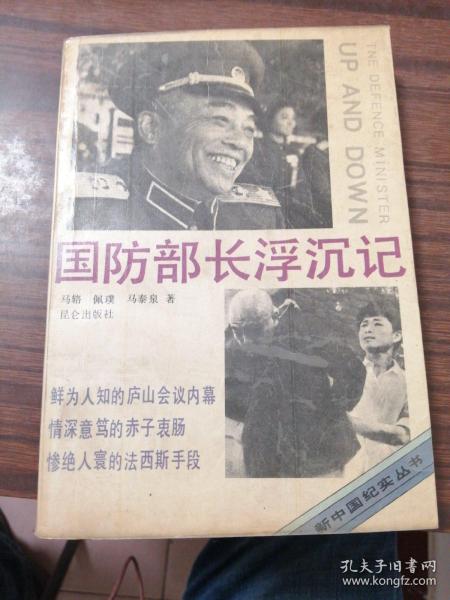 THE DEFENCE MINISTER
UP AND DOWN
国防部长浮沉记
马辂 佩璞 马泰泉 著
昆仑出版社
鲜为人知的庐山会议内幕
情深意笃的赤子衷肠
惨绝人寰的法西斯手段
新中国纪实丛书
孔夫子旧书网
www.kongfz.com